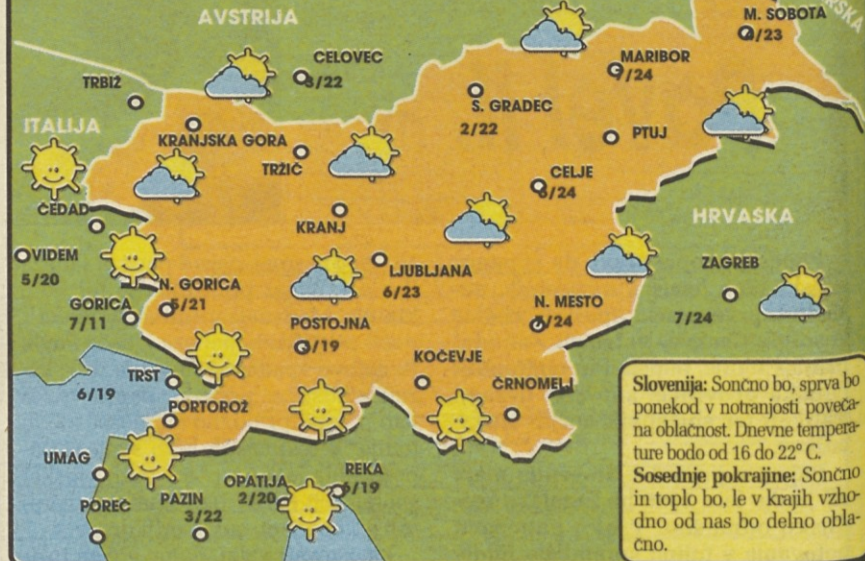 AVSTRIJA
M. SOBOTA
/23
CELOVEC
3/22
MARIBOR
7/24
TRBIŽ
S. GRADEC
2/22
ITALIJA
KRANJSKA GORA
PTUJ
TRŽIČ
CELJE
/24
ČEDAD
KRANJ
HRVAŠKA
VIDEM
5/20
ZAGREB
7/24
LJUBLJANA
6/23
N. GORICA
5/21
GORICA
7/11
N. MESTO
7/24
POSTOJNA
/19
KOČEVJE
TRST
6/19
ČRNOMELJ
PORTOROŽ
UMAG
REKA
6/19
OPATIJA
2/20
POREČ
PAZIN
3/22
Slovenija: Sončno bo, sprva bo
ponekod v notranjosti poveča-
na oblačnost. Dnevne tempera-
ture bodo od 16 do 22° C.
Sosednje pokrajine: Sončno
in toplo bo, le v krajih vzho-
dno od nas bo delno obla-
čno.